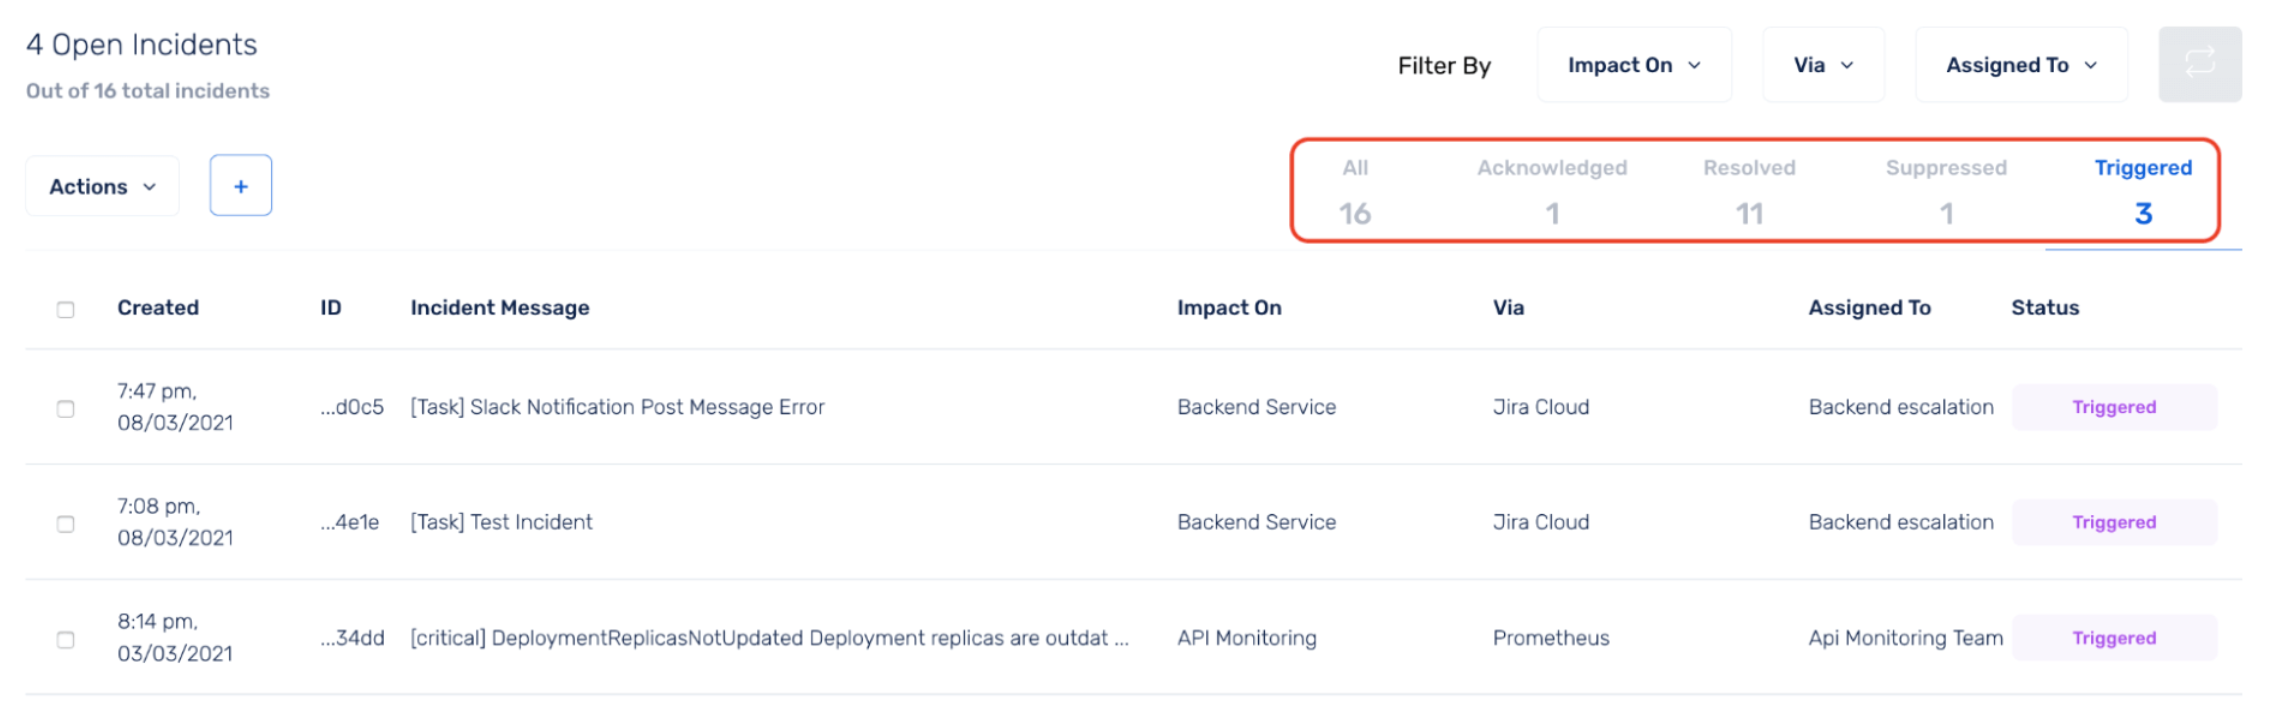 4 Open Incidents
Out of 16 total incidents
Filter By
Impact On
Via
Assigned To
Actions
+
All
16
Acknowledged
1
Resolved
11
Suppressed
1
Triggered
3
Created ID Incident Message Impact On Via Assigned To Status
7:47 pm,
08/03/2021
...d0c5 [Task] Slack Notification Post Message Error Backend Service Jira Cloud Backend escalation Triggered
7:08 pm,
08/03/2021
...4e1e [Task] Test Incident Backend Service Jira Cloud Backend escalation Triggered
8:14 pm,
03/03/2021
...34dd [critical] DeploymentReplicasNotUpdated Deployment replicas are outdat ... API Monitoring Prometheus Api Monitoring Team Triggered